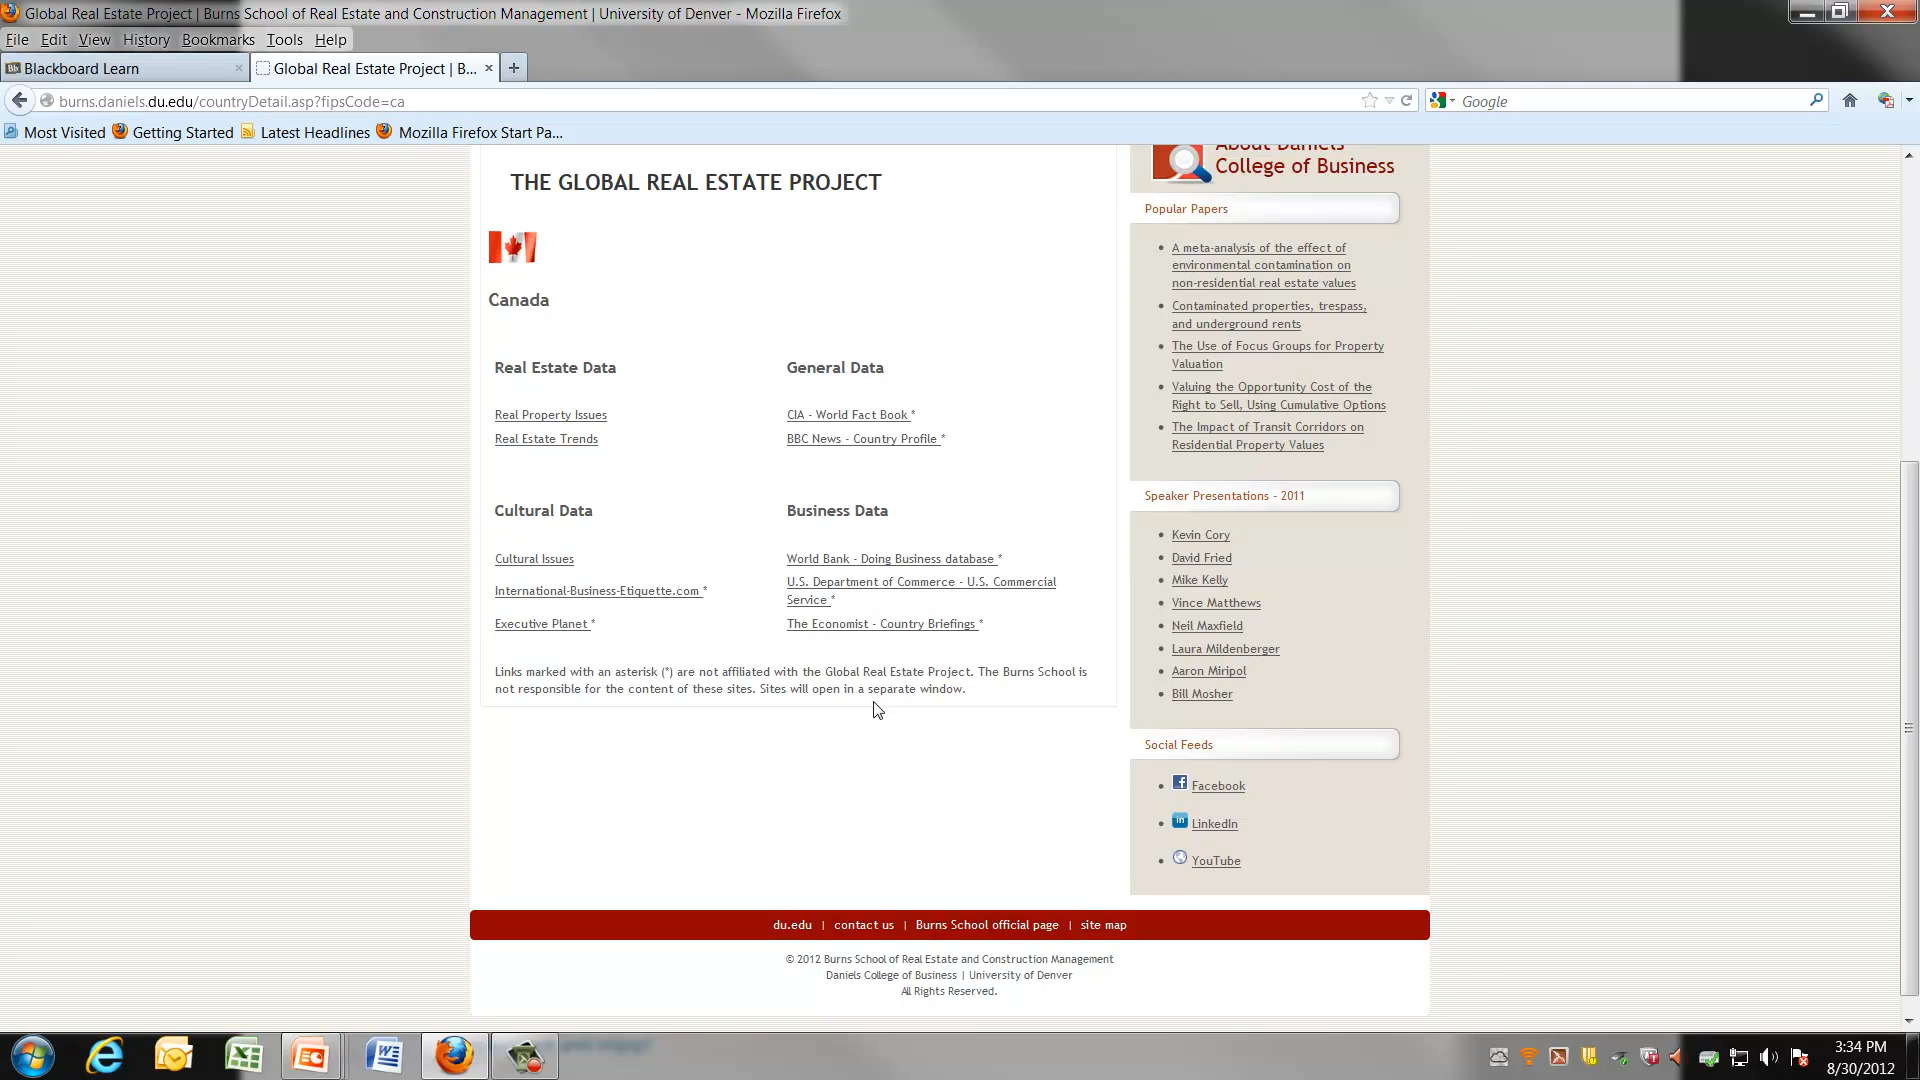 Global Real Estate Project | Burns School of Real Estate and Construction Management | University of Denver - Mozilla Firefox
File Edit View History Bookmarks Tools Help
Blackboard Learn
Global Real Estate Project | B...
burns.daniels.du.edu/countryDetail.asp?fipsCode=ca
Google
Most Visited Getting Started Latest Headlines Mozilla Firefox Start Pa...
THE GLOBAL REAL ESTATE PROJECT
Canada
Real Estate Data
Real Property Issues
Real Estate Trends
General Data
CIA - World Fact Book *
BBC News - Country Profile *
Cultural Data
Cultural Issues
International-Business-Etiquette.com *
Executive Planet *
Business Data
World Bank - Doing Business database *
U.S. Department of Commerce - U.S. Commercial
Service *
The Economist - Country Briefings *
Links marked with an asterisk (*) are not affiliated with the Global Real Estate Project. The Burns School is
not responsible for the content of these sites. Sites will open in a separate window.
About Daniels
College of Business
Popular Papers
A meta-analysis of the effect of
environmental contamination on
non-residential real estate values
Contaminated properties, trespass,
and underground rents
The Use of Focus Groups for Property
Valuation
Valuing the Opportunity Cost of the
Right to Sell, Using Cumulative Options
The Impact of Transit Corridors on
Residential Property Values
Speaker Presentations - 2011
Kevin Cory
David Fried
Mike Kelly
Vince Matthews
Neil Maxfield
Laura Mildenberger
Aaron Miripol
Bill Mosher
Social Feeds
Facebook
LinkedIn
YouTube
du.edu | contact us | Burns School official page | site map
© 2012 Burns School of Real Estate and Construction Management
Daniels College of Business | University of Denver
All Rights Reserved.
3:34 PM
8/30/2012